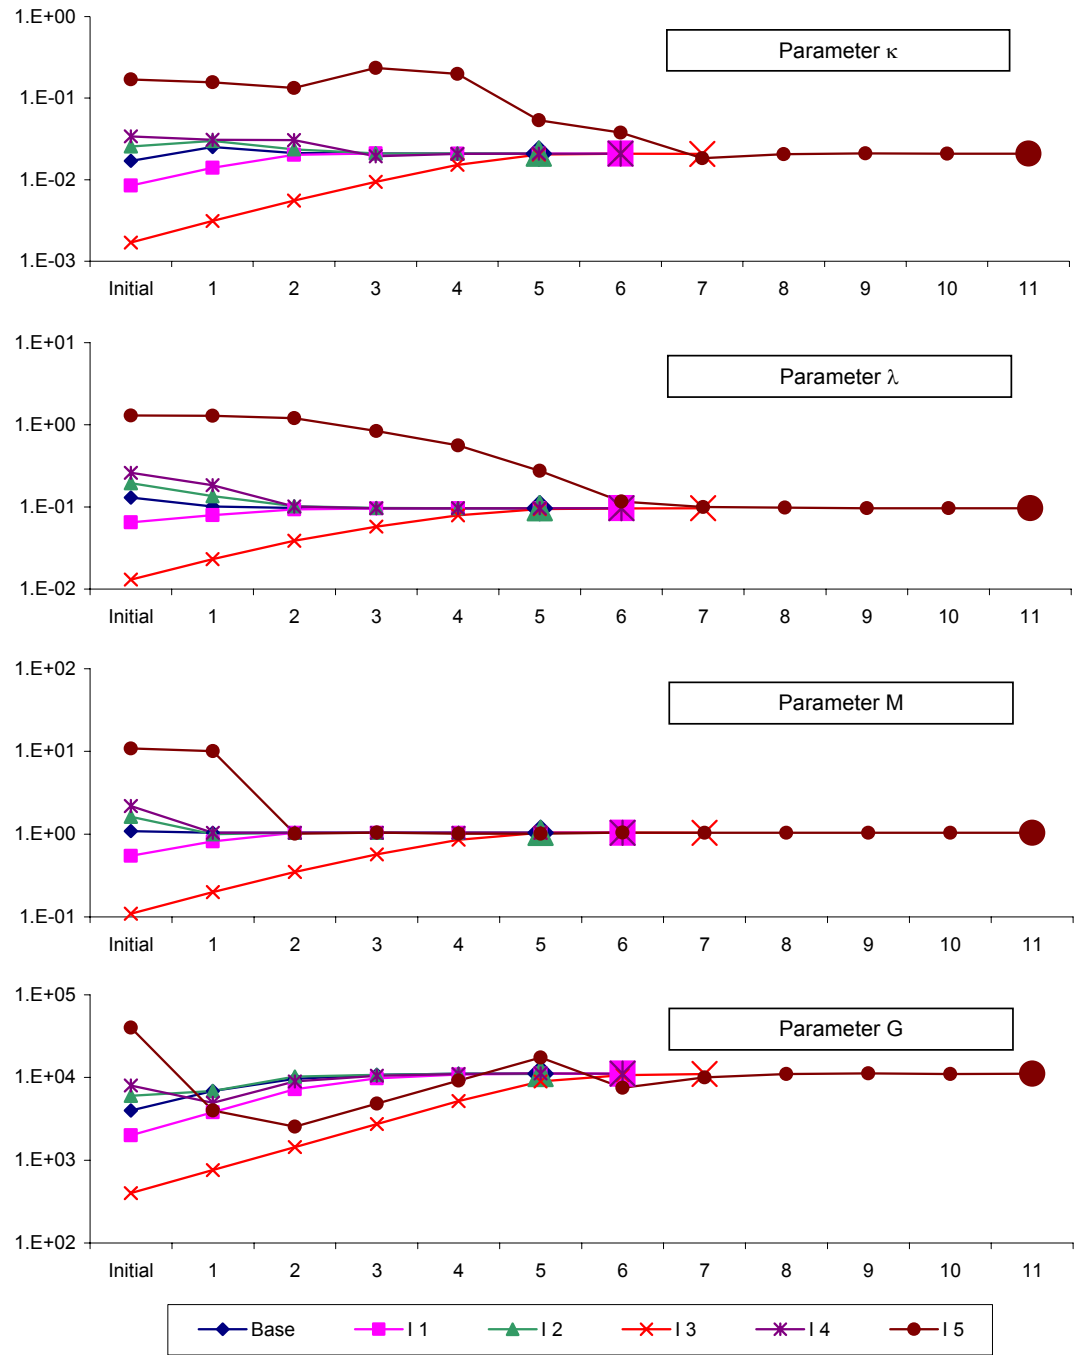 1.E+00
Parameter κ
1.E-01
1.E-02
1.E-03
Initial 1 2 3 4 5 6 7 8 9 10 11
1.E+01
Parameter λ
1.E+00
1.E-01
1.E-02
Initial 1 2 3 4 5 6 7 8 9 10 11
1.E+02
Parameter M
1.E+01
1.E+00
1.E-01
Initial 1 2 3 4 5 6 7 8 9 10 11
1.E+05
Parameter G
1.E+04
1.E+03
1.E+02
Initial 1 2 3 4 5 6 7 8 9 10 11
Base I 1 I 2 I 3 I 4 I 5